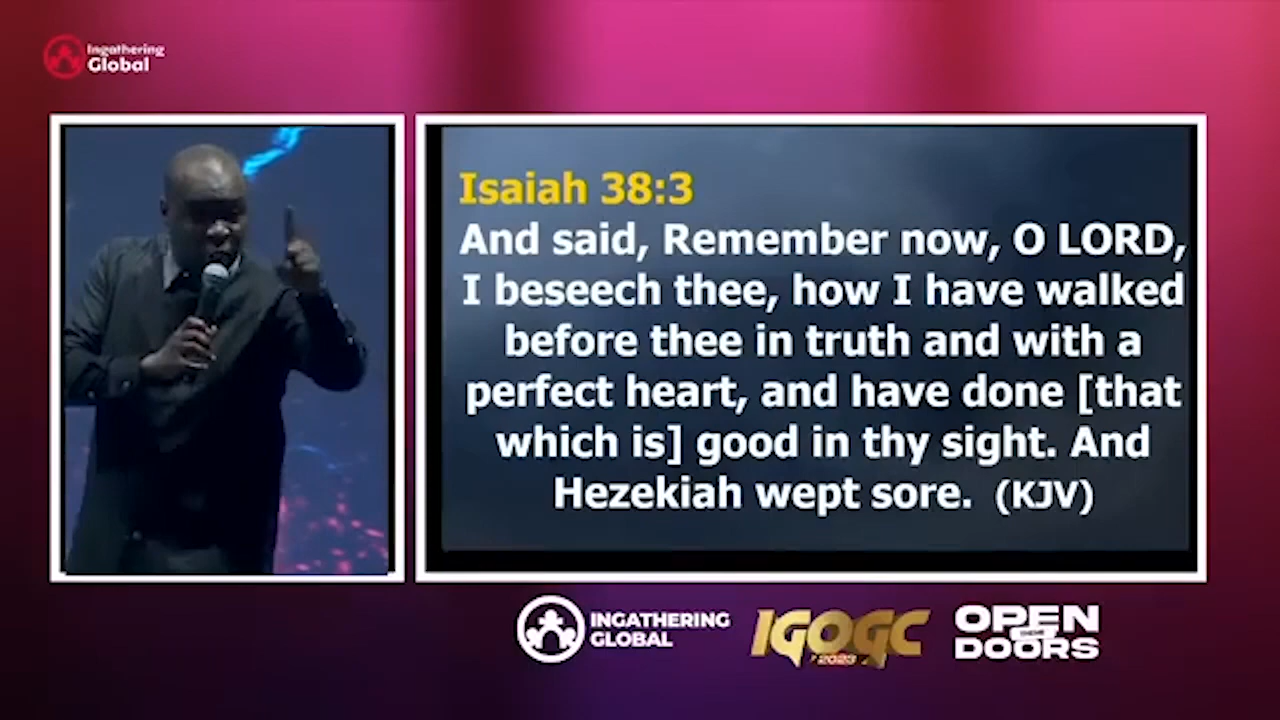 Ingathering
Global
Isaiah 38:3
And said, Remember now, O LORD,
I beseech thee, how I have walked
before thee in truth and with a
perfect heart, and have done [that
which is] good in thy sight. And
Hezekiah wept sore. (KJV)
INGATHERING
GLOBAL
IGOGC
2023
OPEN
DOORS